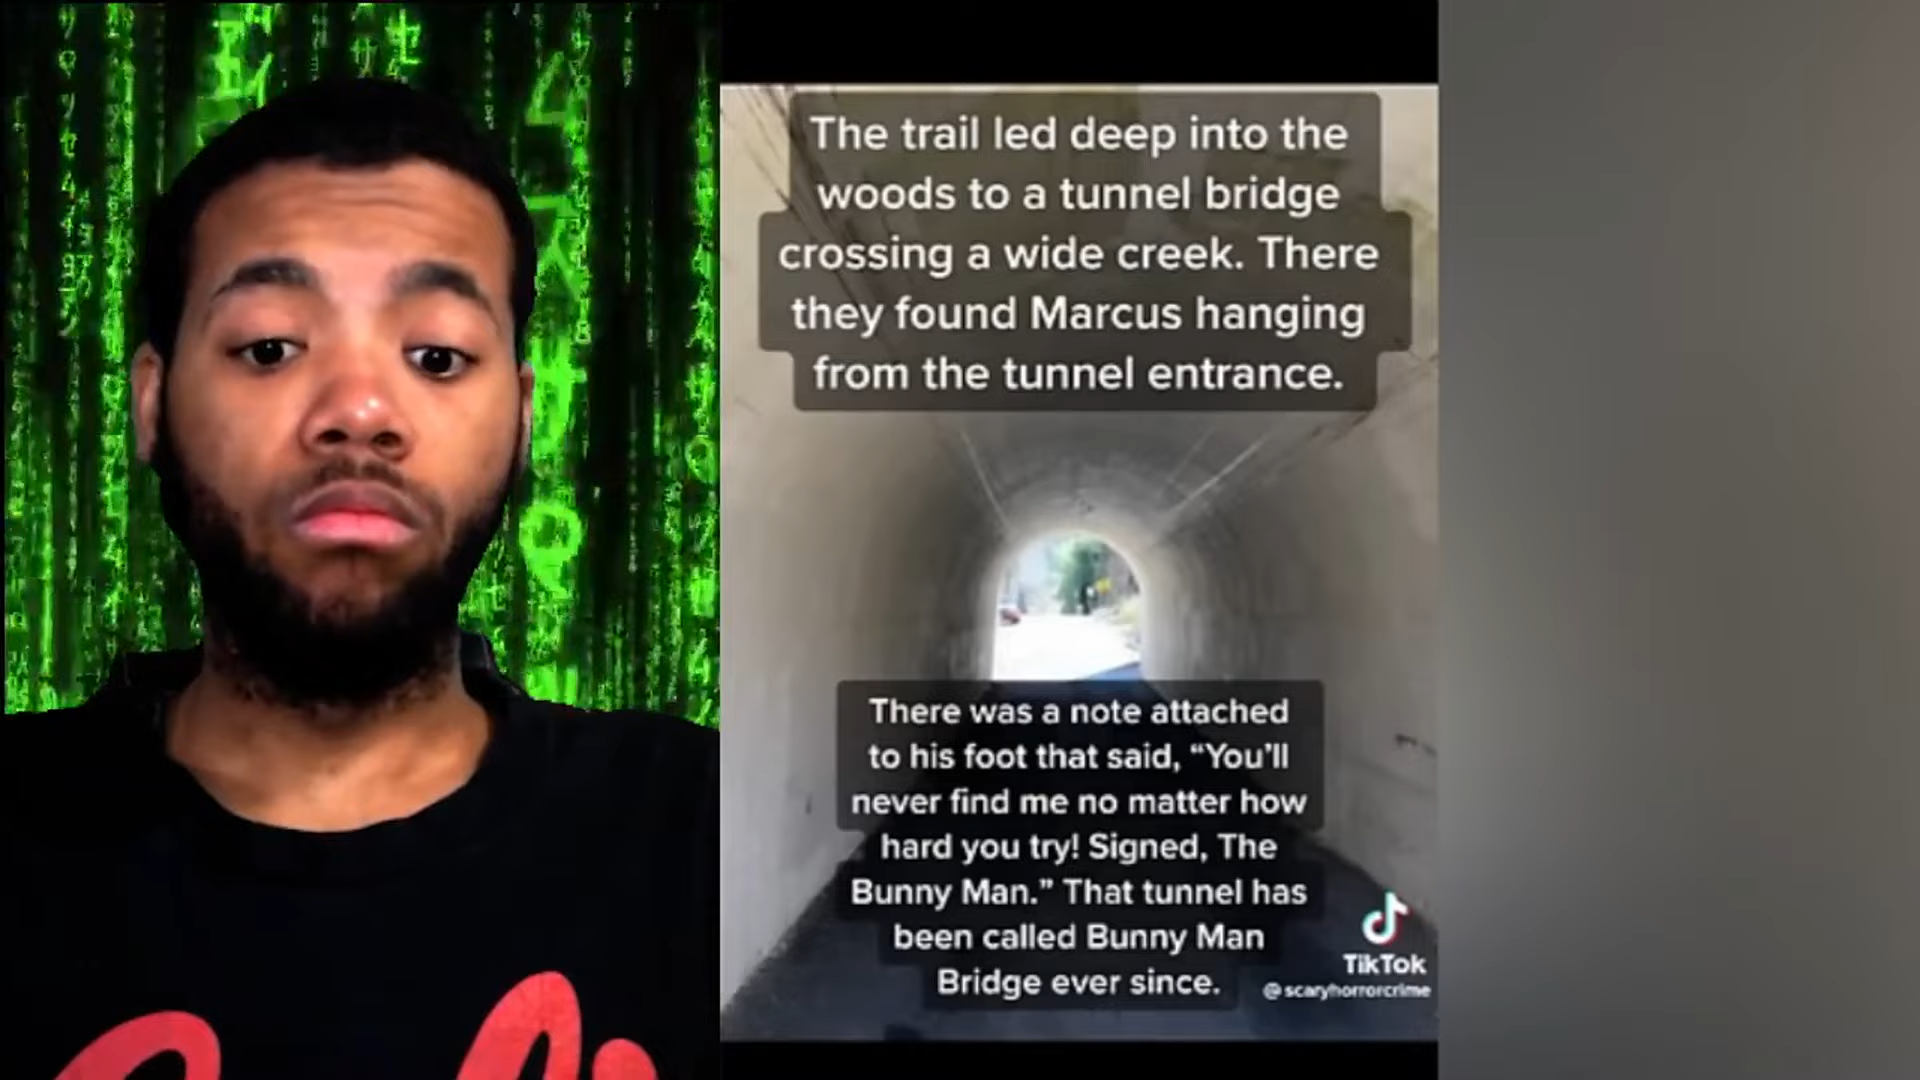 The trail led deep into the
woods to a tunnel bridge
crossing a wide creek. There
they found Marcus hanging
from the tunnel entrance.
There was a note attached
to his foot that said, “You’ll
never find me no matter how
hard you try! Signed, The
Bunny Man.” That tunnel has
been called Bunny Man
Bridge ever since.
TikTok
@scaryhorrorcrime